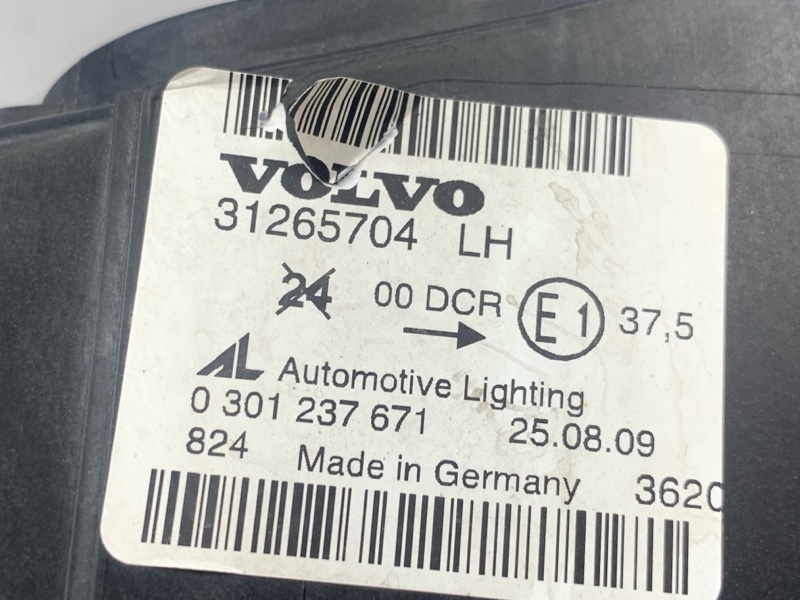 VOLVO
31265704 LH
24 00 DCR E1 37,5
AL Automotive Lighting
0 301 237 671 25.08.09
824 Made in Germany 3620